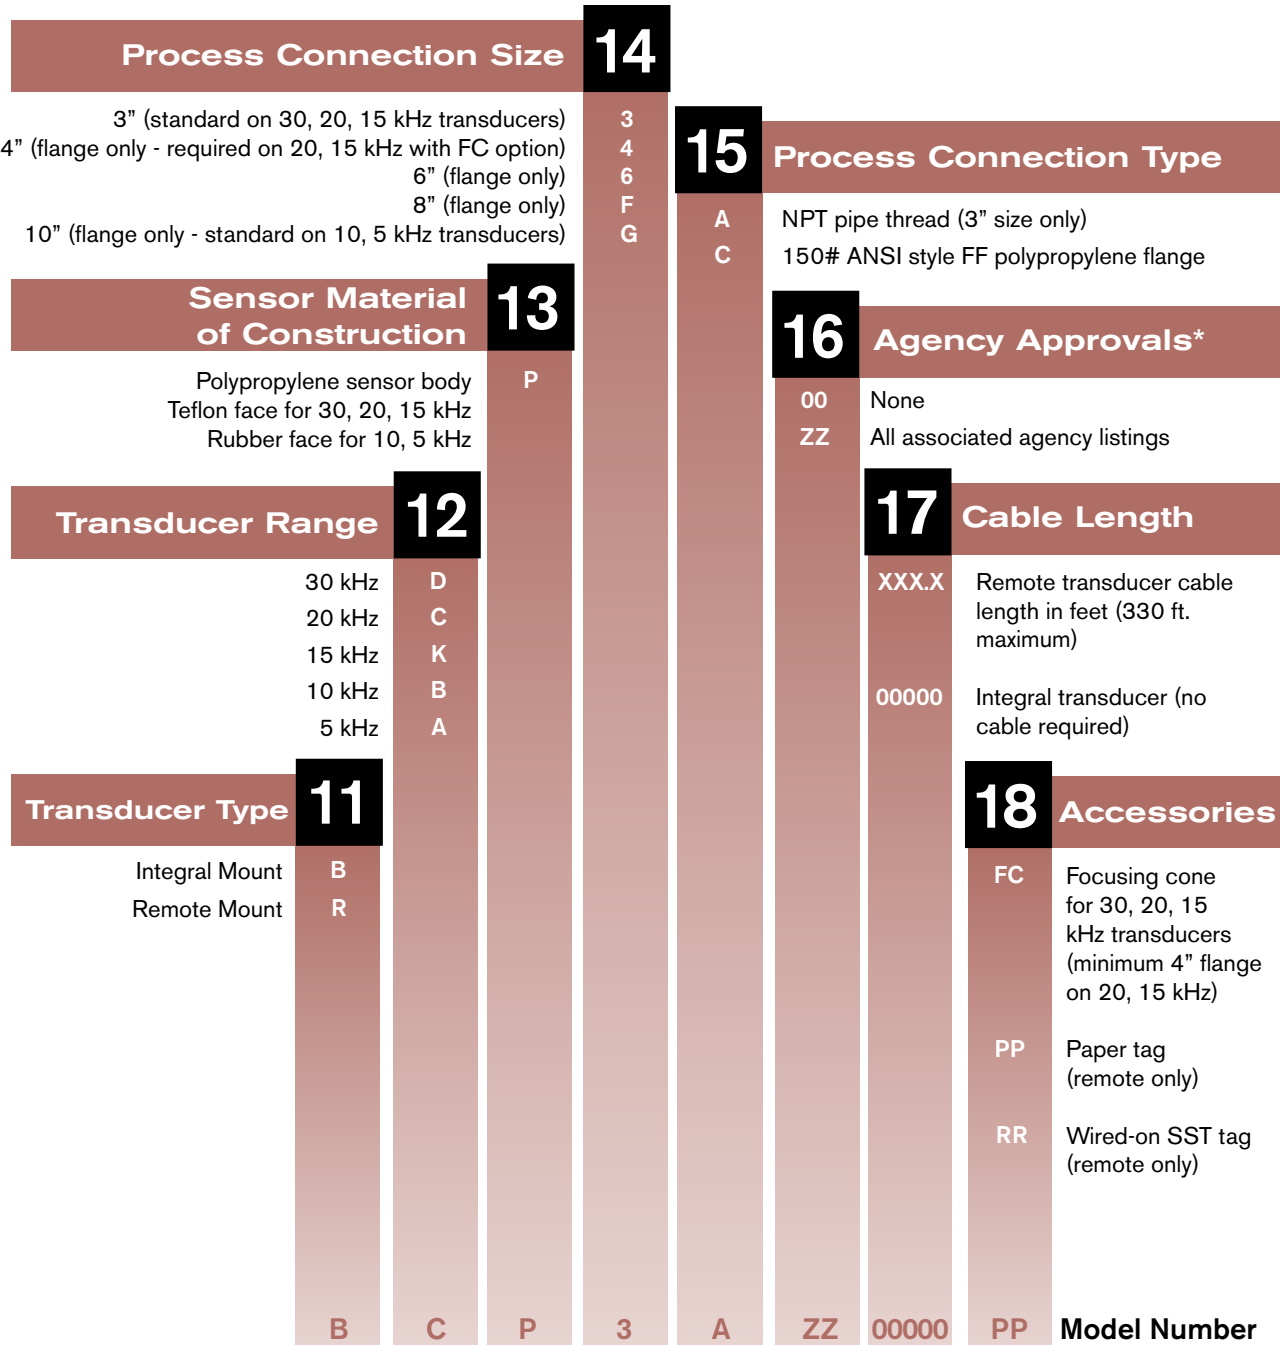 Process Connection Size 14
3” (standard on 30, 20, 15 kHz transducers) 3
4” (flange only - required on 20, 15 kHz with FC option) 4
6” (flange only) 6
8” (flange only) F
10” (flange only - standard on 10, 5 kHz transducers) G
15 Process Connection Type
A NPT pipe thread (3” size only)
C 150# ANSI style FF polypropylene flange
Sensor Material
of Construction 13
Polypropylene sensor body P
Teflon face for 30, 20, 15 kHz
Rubber face for 10, 5 kHz
16 Agency Approvals*
00 None
ZZ All associated agency listings
Transducer Range 12
30 kHz D
20 kHz C
15 kHz K
10 kHz B
5 kHz A
17 Cable Length
XXX.X Remote transducer cable
length in feet (330 ft.
maximum)
00000 Integral transducer (no
cable required)
Transducer Type 11
Integral Mount B
Remote Mount R
18 Accessories
FC Focusing cone
for 30, 20, 15
kHz transducers
(minimum 4” flange
on 20, 15 kHz)
PP Paper tag
(remote only)
RR Wired-on SST tag
(remote only)
B C P 3 A ZZ 00000 PP Model Number